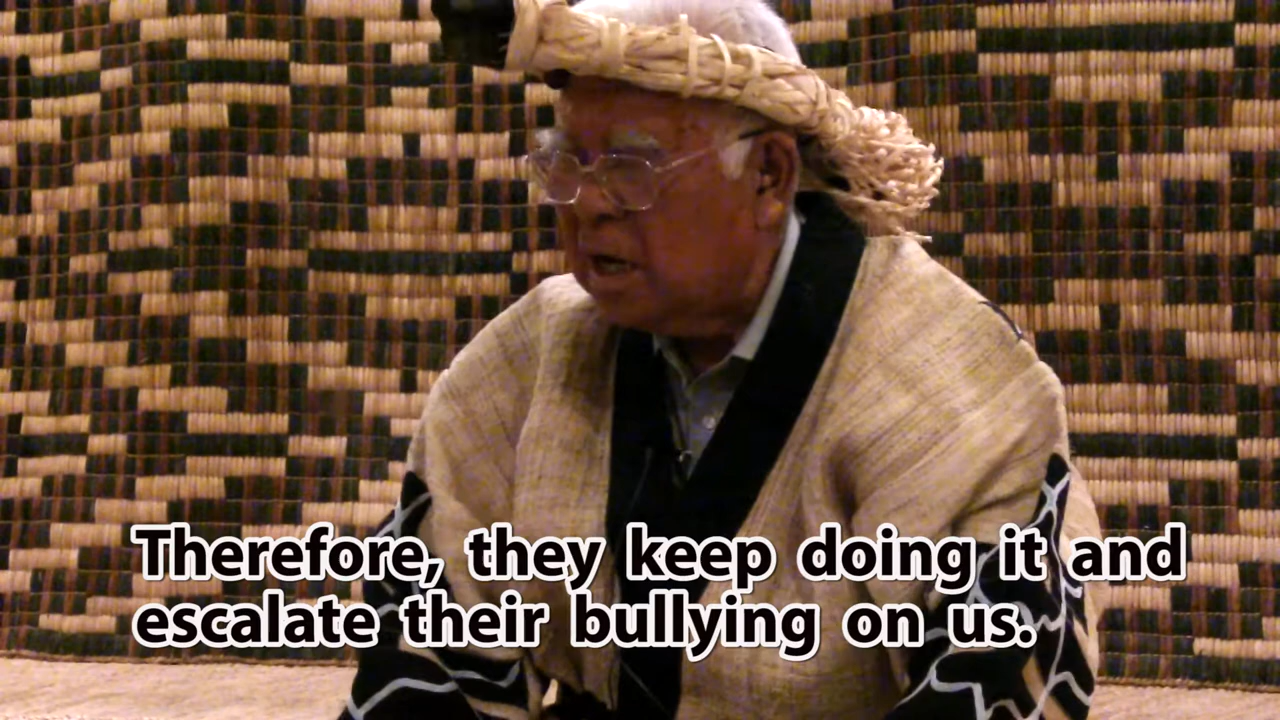 Therefore, they keep doing it and
escalate their bullying on us.